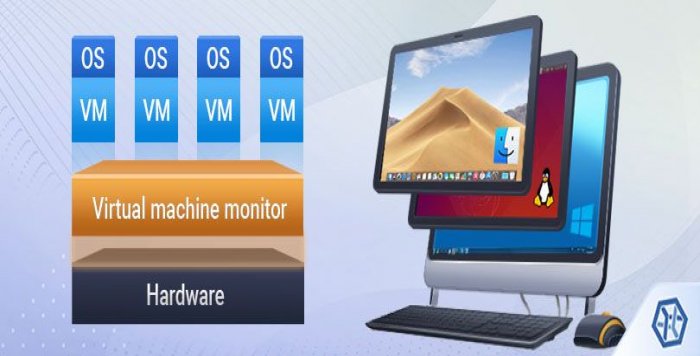 OS OS OS OS
VM VM VM VM
Virtual machine monitor
Hardware